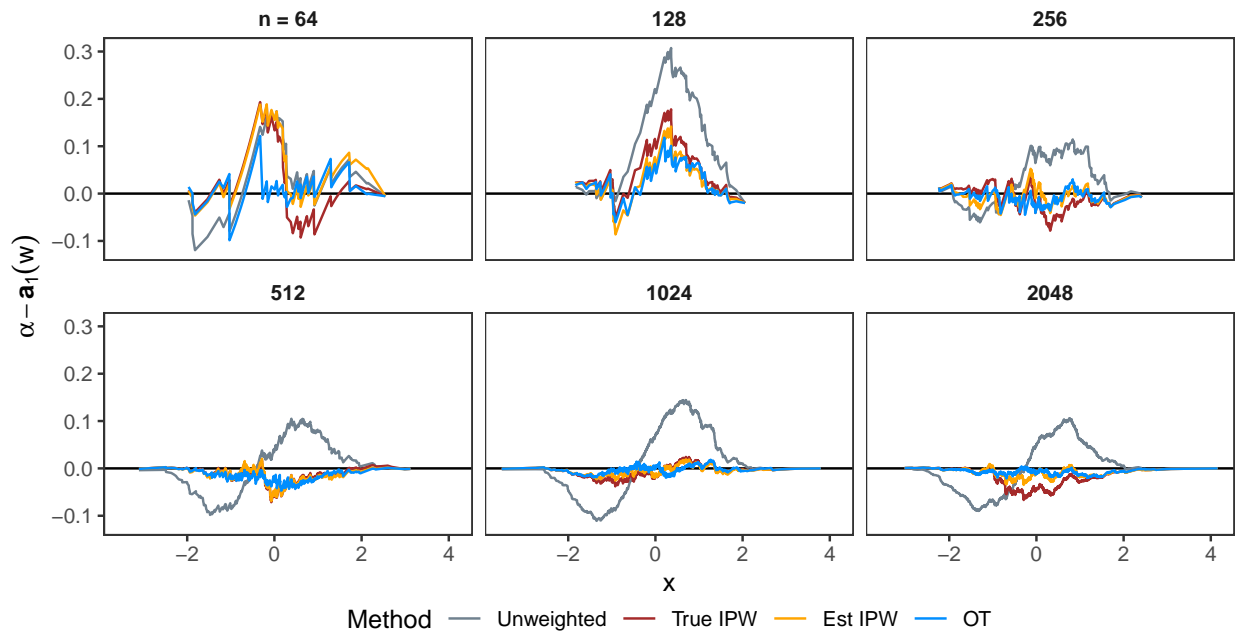 n = 64 128 256
0.3
0.2
0.1
0.0
−0.1
α − a₁(w)
512 1024 2048
0.3
0.2
0.1
0.0
−0.1
−2 0 2 4 −2 0 2 4 −2 0 2 4
x
Method Unweighted True IPW Est IPW OT